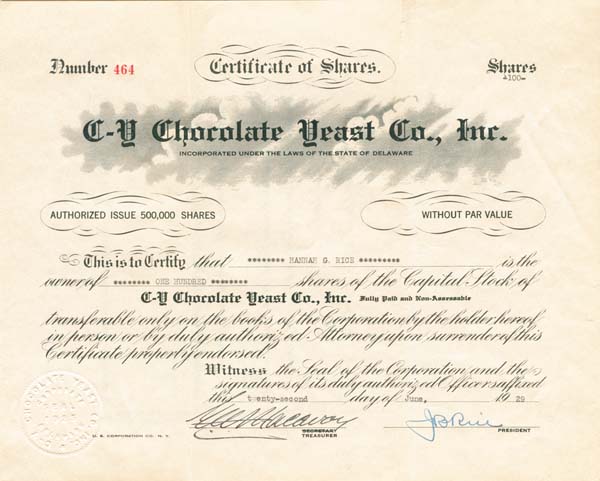 Number 464
Certificate of Shares.
Shares
-100-
C-Y Chocolate Yeast Co., Inc.
INCORPORATED UNDER THE LAWS OF THE STATE OF DELAWARE
AUTHORIZED ISSUE 500,000 SHARES
WITHOUT PAR VALUE
This is to Certify that ******** HANNAH G. RICE ********* is the
owner of ******** ONE HUNDRED ******** shares of the Capital Stock of
C-Y Chocolate Yeast Co., Inc. Fully Paid and Non-Assessable
transferable only on the books of the Corporation by the holder hereof
in person or by duly authorized Attorney upon surrender of this
Certificate properly endorsed.
Witness the Seal of the Corporation and the
signatures of its duly authorized Officers affixed
this twenty-second day of June, 1929
SECRETARY
TREASURER
J B Rice
PRESIDENT
CHOCOLATE YEAST
U. S. CORPORATION CO. N. Y.